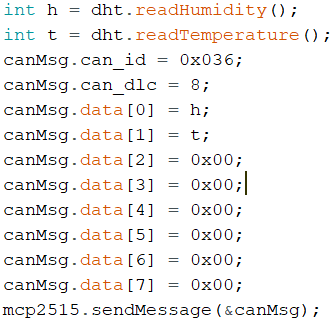 int h = dht.readHumidity();
int t = dht.readTemperature();
canMsg.can_id = 0x036;
canMsg.can_dlc = 8;
canMsg.data[0] = h;
canMsg.data[1] = t;
canMsg.data[2] = 0x00;
canMsg.data[3] = 0x00;
canMsg.data[4] = 0x00;
canMsg.data[5] = 0x00;
canMsg.data[6] = 0x00;
canMsg.data[7] = 0x00;
mcp2515.sendMessage(&canMsg);